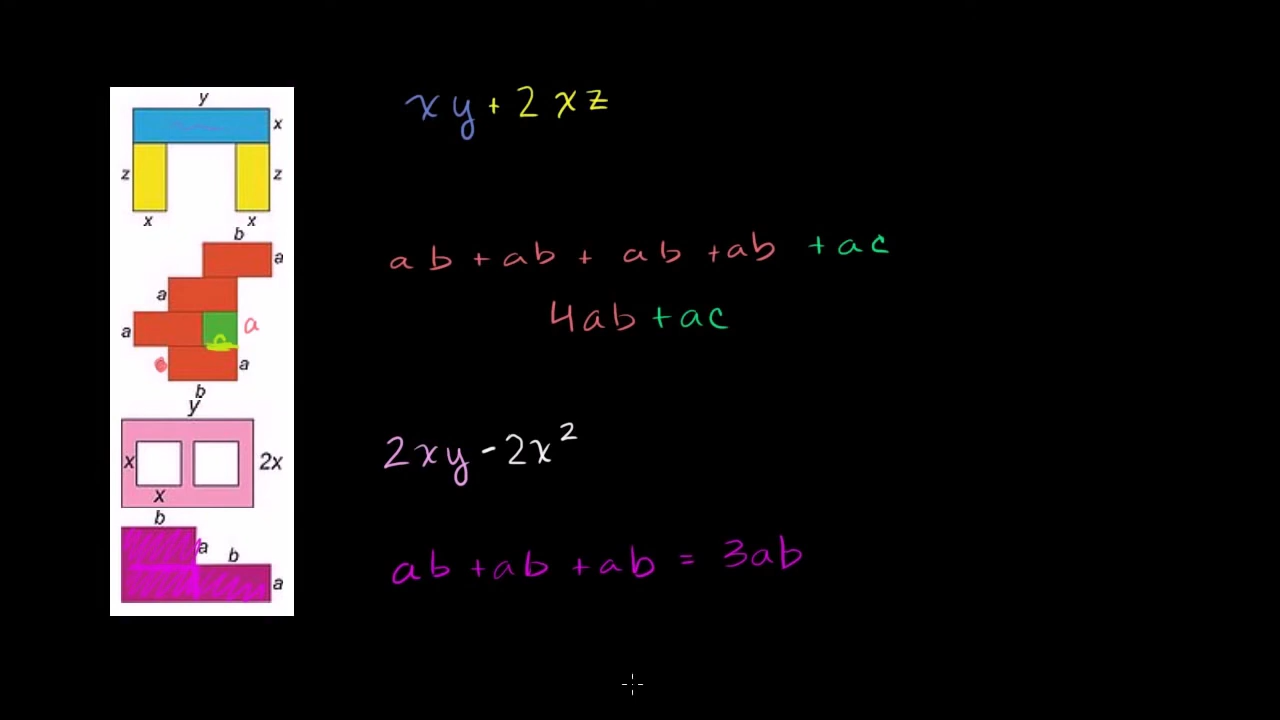 y
x
xy + 2xz
z z
x x
b
a
ab + ab + ab + ab + ac
a
4ab + ac
a a
c
a
b
y
x 2x
2xy - 2x²
x
b
a b
ab + ab + ab = 3ab
a